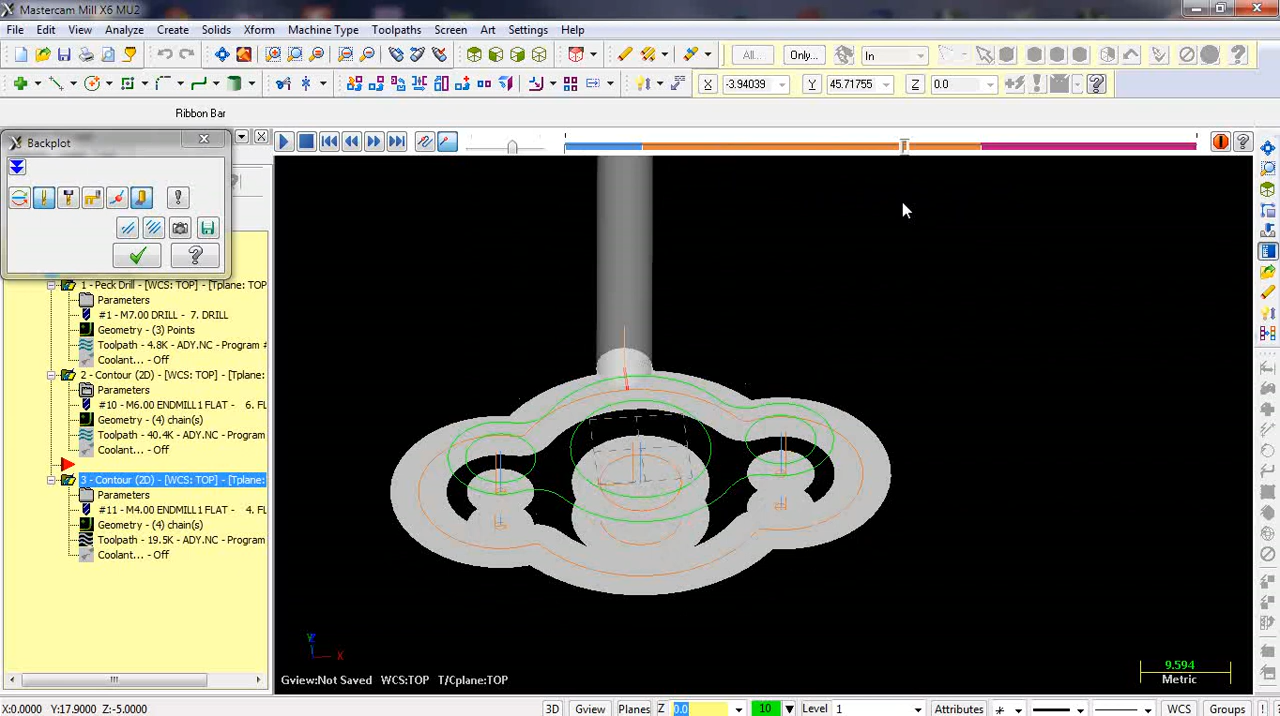 Mastercam Mill X6 MU2
File Edit View Analyze Create Solids Xform Machine Type Toolpaths Screen Art Settings Help
All... Only... In
X -3.94039 Y 45.71755 Z 0.0
Ribbon Bar
Backplot
1 - Peck Drill - [WCS: TOP] - [Tplane: TOP
Parameters
#1 - M7.00 DRILL - 7. DRILL
Geometry - (3) Points
Toolpath - 4.8K - ADY.NC - Program #
Coolant... - Off
2 - Contour (2D) - [WCS: TOP] - [Tplane:
Parameters
#10 - M6.00 ENDMILL1 FLAT - 6. FL
Geometry - (4) chain(s)
Toolpath - 40.4K - ADY.NC - Program
Coolant... - Off
3 - Contour (2D) - [WCS: TOP] - [Tplane:
Parameters
#11 - M4.00 ENDMILL1 FLAT - 4. FL
Geometry - (4) chain(s)
Toolpath - 19.5K - ADY.NC - Program
Coolant... - Off
Y
X
9.594
Metric
Gview:Not Saved WCS:TOP T/Cplane:TOP
X:0.0000 Y:17.9000 Z:-5.0000 3D Gview Planes Z 0.0 10 Level 1 Attributes WCS Groups